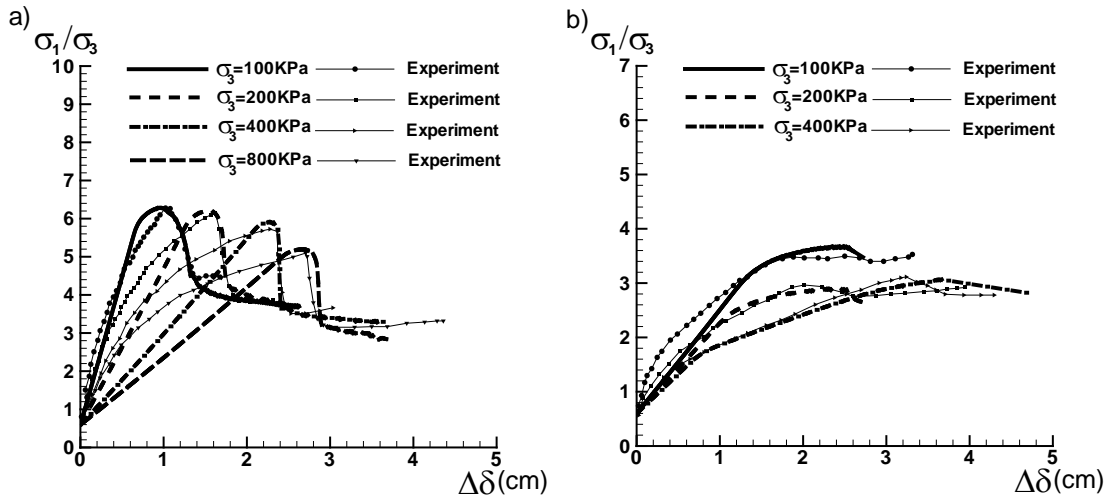 a)
σ₁/σ₃
10
9
8
7
6
5
4
3
2
1
0
σ₃=100KPa Experiment
σ₃=200KPa Experiment
σ₃=400KPa Experiment
σ₃=800KPa Experiment
0 1 2 3 4 5
Δδ(cm)
b)
σ₁/σ₃
7
6
5
4
3
2
1
0
σ₃=100KPa Experiment
σ₃=200KPa Experiment
σ₃=400KPa Experiment
0 1 2 3 4 5
Δδ(cm)